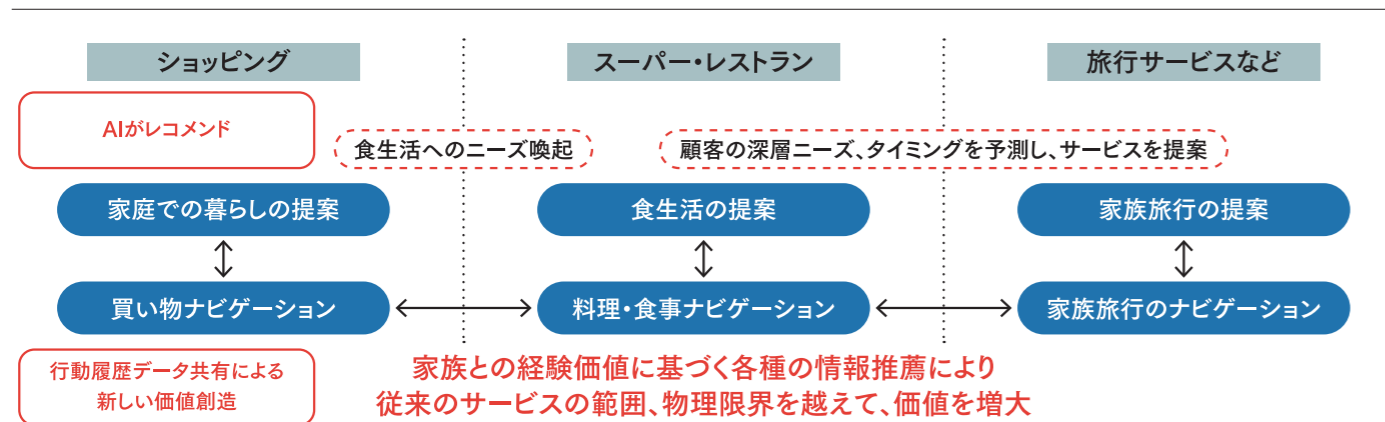 ショッピング
スーパー・レストラン
旅行サービスなど
AIがレコメンド
食生活へのニーズ喚起
顧客の深層ニーズ、タイミングを予測し、サービスを提案
家庭での暮らしの提案
食生活の提案
家族旅行の提案
買い物ナビゲーション
料理・食事ナビゲーション
家族旅行のナビゲーション
行動履歴データ共有による
新しい価値創造
家族との経験価値に基づく各種の情報推薦により
従来のサービスの範囲、物理限界を越えて、価値を増大